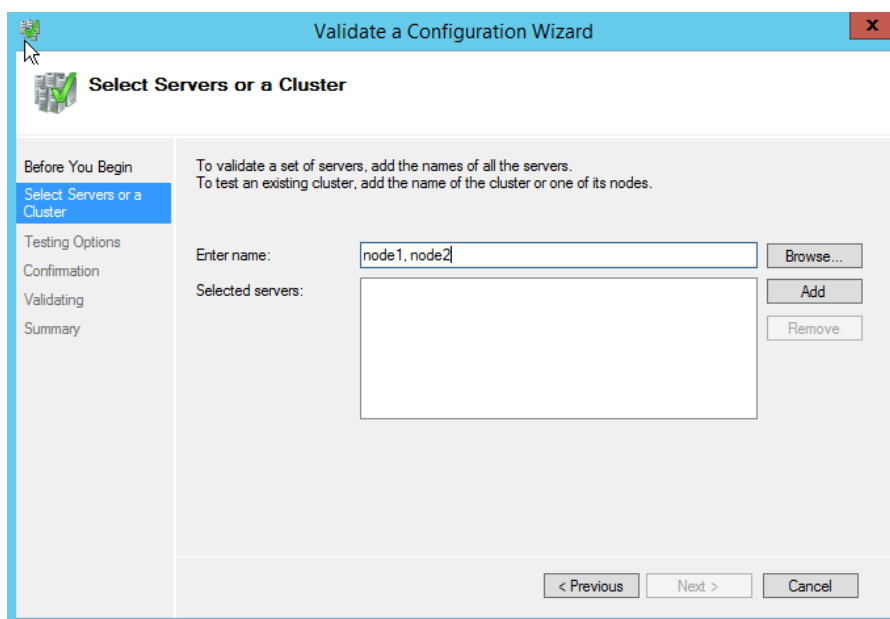 Validate a Configuration Wizard
x
Select Servers or a Cluster
Before You Begin
Select Servers or a
Cluster
Testing Options
Confirmation
Validating
Summary
To validate a set of servers, add the names of all the servers.
To test an existing cluster, add the name of the cluster or one of its nodes.
Enter name:
node1, node2
Browse...
Selected servers:
Add
Remove
< Previous
Next >
Cancel